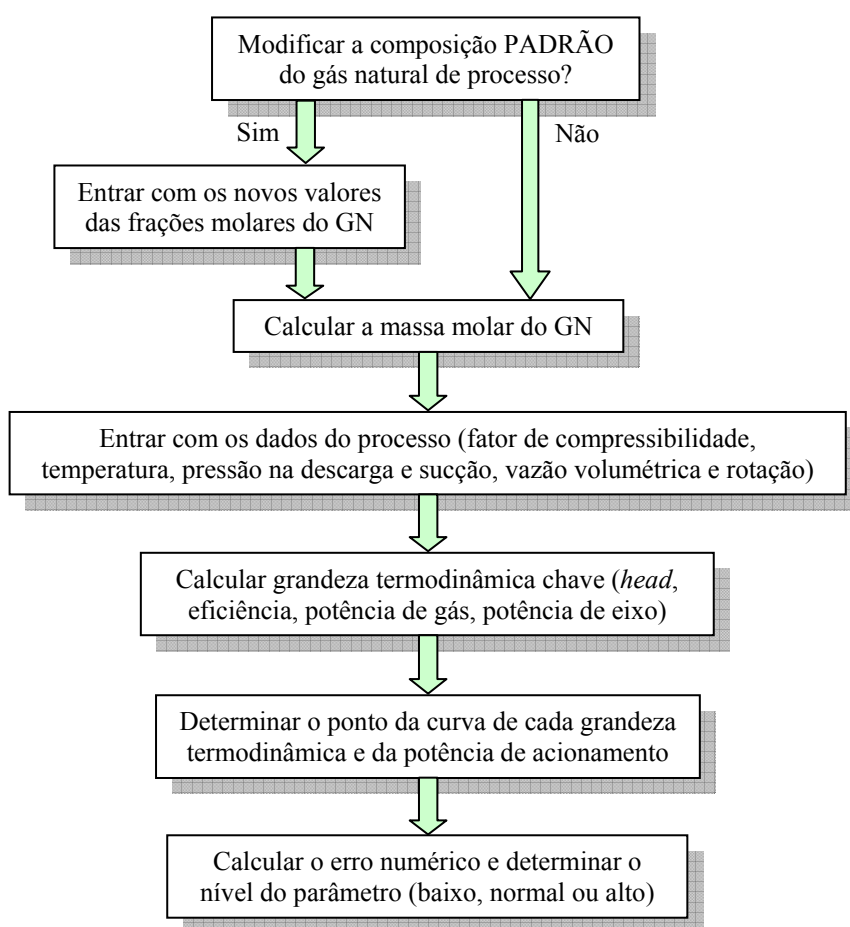 Modificar a composição PADRÃO
do gás natural de processo?
Sim
Não
Entrar com os novos valores
das frações molares do GN
Calcular a massa molar do GN
Entrar com os dados do processo (fator de compressibilidade,
temperatura, pressão na descarga e sucção, vazão volumétrica e rotação)
Calcular grandeza termodinâmica chave (head,
eficiência, potência de gás, potência de eixo)
Determinar o ponto da curva de cada grandeza
termodinâmica e da potência de acionamento
Calcular o erro numérico e determinar o
nível do parâmetro (baixo, normal ou alto)